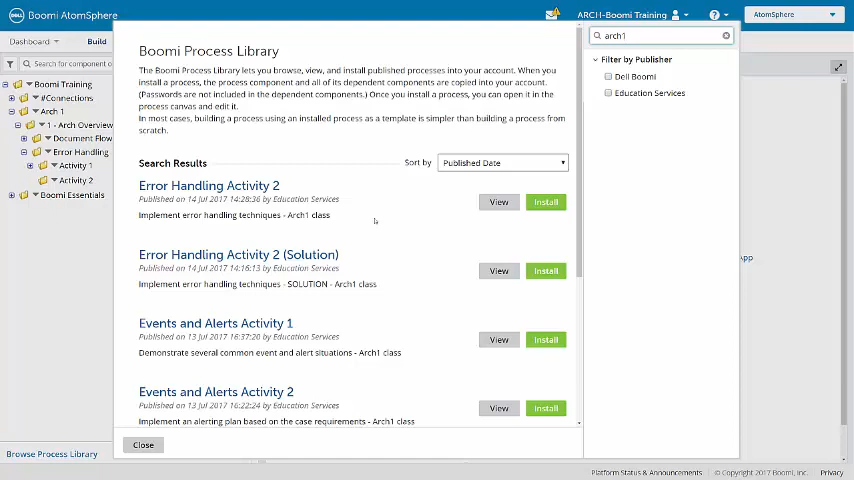 DELL Boomi AtomSphere
ARCH-Boomi Training
AtomSphere
Dashboard
Build
Search for component o
Boomi Training
#Connections
Arch 1
1 - Arch Overview
Document Flow
Error Handling
Activity 1
Activity 2
Boomi Essentials
Boomi Process Library
The Boomi Process Library lets you browse, view, and install published processes into your account. When you
install a process, the process component and all of its dependent components are copied into your account.
(Passwords are not included in the dependent components.) Once you install a process, you can open it in the
process canvas and edit it.
In most cases, building a process using an installed process as a template is simpler than building a process from
scratch.
Search Results
Sort by
Published Date
Error Handling Activity 2
Published on 14 Jul 2017 14:28:36 by Education Services
Implement error handling techniques - Arch1 class
View
Install
Error Handling Activity 2 (Solution)
Published on 14 Jul 2017 14:16:13 by Education Services
Implement error handling techniques - SOLUTION - Arch1 class
View
Install
Events and Alerts Activity 1
Published on 13 Jul 2017 16:37:20 by Education Services
Demonstrate several common event and alert situations - Arch1 class
View
Install
Events and Alerts Activity 2
Published on 13 Jul 2017 16:22:24 by Education Services
Implement an alerting plan based on the case requirements - Arch1 class
View
Install
Close
arch1
Filter by Publisher
Dell Boomi
Education Services
App
Browse Process Library
Platform Status & Announcements
© Copyright 2017 Boomi, Inc.
Privacy